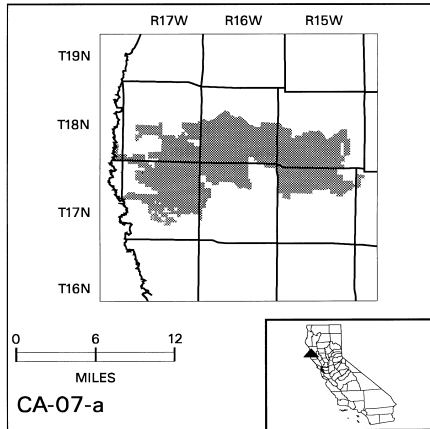 R17W R16W R15W
T19N
T18N
T17N
T16N
0 6 12
MILES
CA-07-a